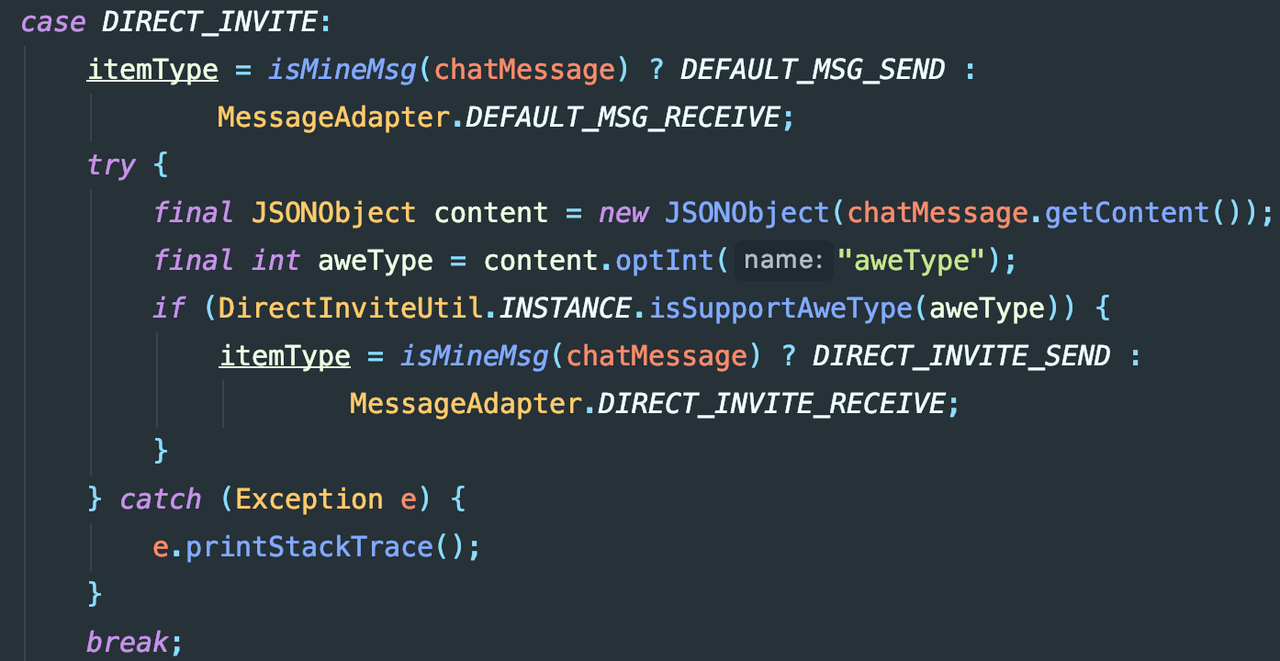 case DIRECT_INVITE:
itemType = isMineMsg(chatMessage) ? DEFAULT_MSG_SEND :
MessageAdapter.DEFAULT_MSG_RECEIVE;
try {
final JSONObject content = new JSONObject(chatMessage.getContent());
final int aweType = content.optInt( name: "aweType");
if (DirectInviteUtil.INSTANCE.isSupportAweType(aweType)) {
itemType = isMineMsg(chatMessage) ? DIRECT_INVITE_SEND :
MessageAdapter.DIRECT_INVITE_RECEIVE;
}
} catch (Exception e) {
e.printStackTrace();
}
break;